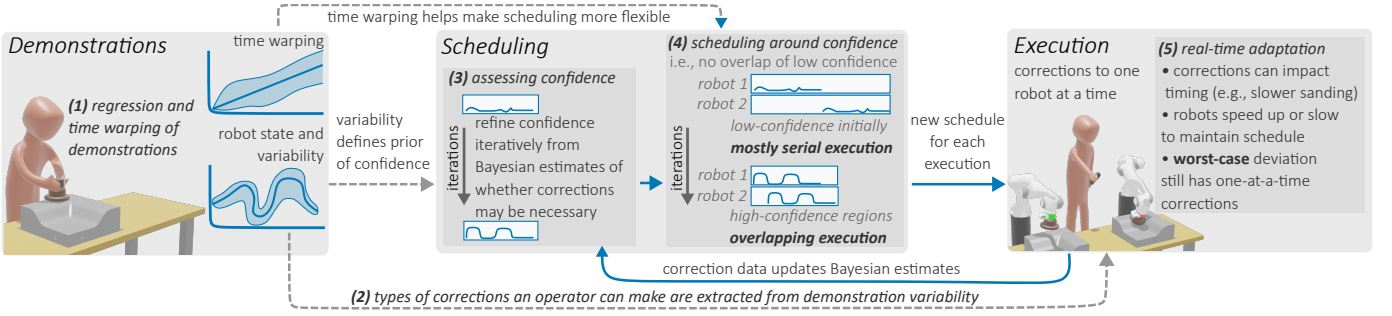 time warping helps make scheduling more flexible
Demonstrations
time warping
(1) regression and
time warping of
demonstrations
robot state and
variability
variability
defines prior
of confidence
Scheduling
(3) assessing confidence
iterations
refine confidence
iteratively from
Bayesian estimates of
whether corrections
may be necessary
(4) scheduling around confidence
i.e., no overlap of low confidence
robot 1
robot 2
low-confidence initially
mostly serial execution
iterations
robot 1
robot 2
high-confidence regions
overlapping execution
new schedule
for each
execution
Execution
corrections to one
robot at a time
(5) real-time adaptation
• corrections can impact
timing (e.g., slower sanding)
• robots speed up or slow
to maintain schedule
• worst-case deviation
still has one-at-a-time
corrections
correction data updates Bayesian estimates
(2) types of corrections an operator can make are extracted from demonstration variability